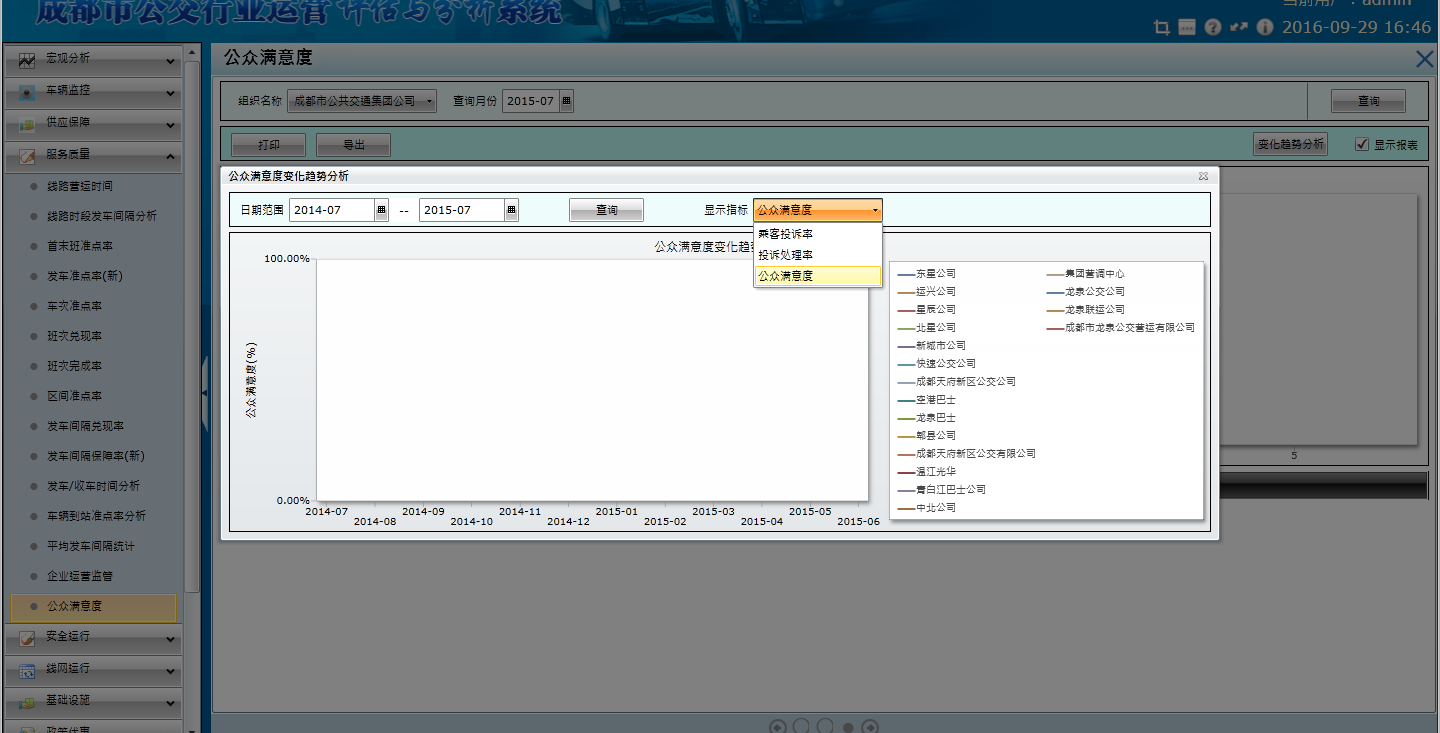 成都市公交行业运营评估与分析系统
当前用户：admin
2016-09-29 16:46
宏观分析
车辆监控
供应保障
服务质量
线路营运时间
线路时段发车间隔分析
首末班准点率
发车准点率(新)
车次准点率
班次兑现率
班次完成率
区间准点率
发车间隔兑现率
发车间隔保障率(新)
发车/收车时间分析
车辆到站准点率分析
平均发车间隔统计
企业运营监管
公众满意度
安全运行
线网运行
基础设施
公众满意度
组织名称 成都市公共交通集团公司 查询月份 2015-07 查询
打印 导出 变化趋势分析 显示报表
公众满意度变化趋势分析
日期范围 2014-07 -- 2015-07 查询 显示指标 公众满意度
乘客投诉率
投诉处理率
公众满意度
公众满意度变化趋
100.00%
公众满意度(%)
0.00%
2014-07 2014-08 2014-09 2014-10 2014-11 2014-12 2015-01 2015-02 2015-03 2015-04 2015-05 2015-06
东星公司
运兴公司
星辰公司
北星公司
新城市公司
快速公交公司
成都天府新区公交公司
空港巴士
龙泉巴士
郫县公司
成都天府新区公交有限公司
温江光华
青白江巴士公司
中北公司
集团营调中心
龙泉公交公司
龙泉联运公司
成都市龙泉公交营运有限公司
5